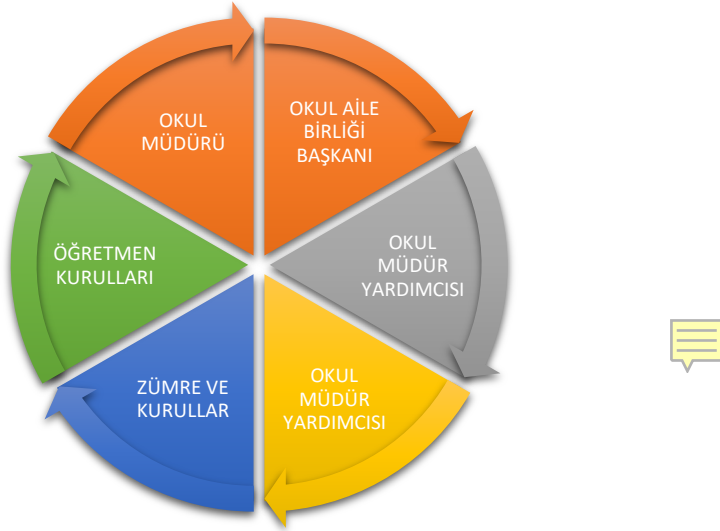 OKUL
MÜDÜRÜ
OKUL AİLE
BİRLİĞİ
BAŞKANI
OKUL
MÜDÜR
YARDIMCISI
OKUL
MÜDÜR
YARDIMCISI
ZÜMRE VE
KURULLAR
ÖĞRETMEN
KURULLARI